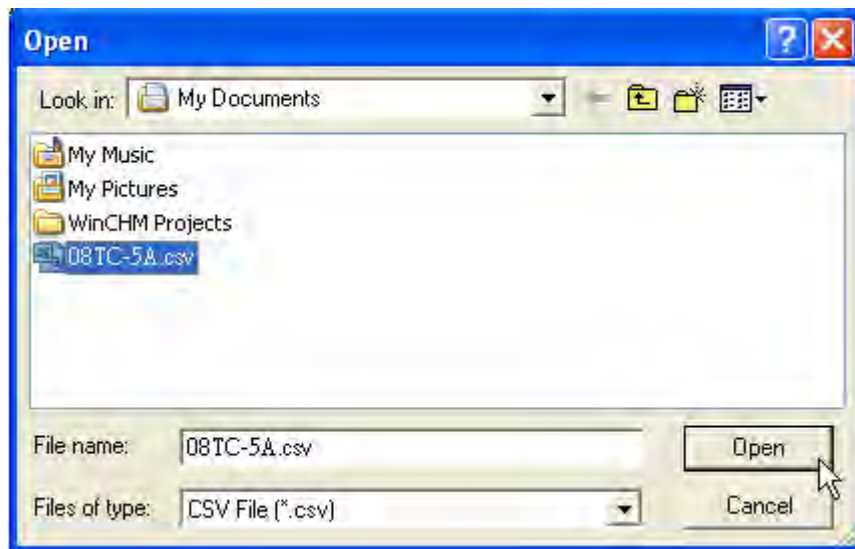 Open
Look in: My Documents
My Music
My Pictures
WinCHM Projects
08TC-5A.csv
File name: 08TC-5A.csv Open
Files of type: CSV File (*.csv) Cancel